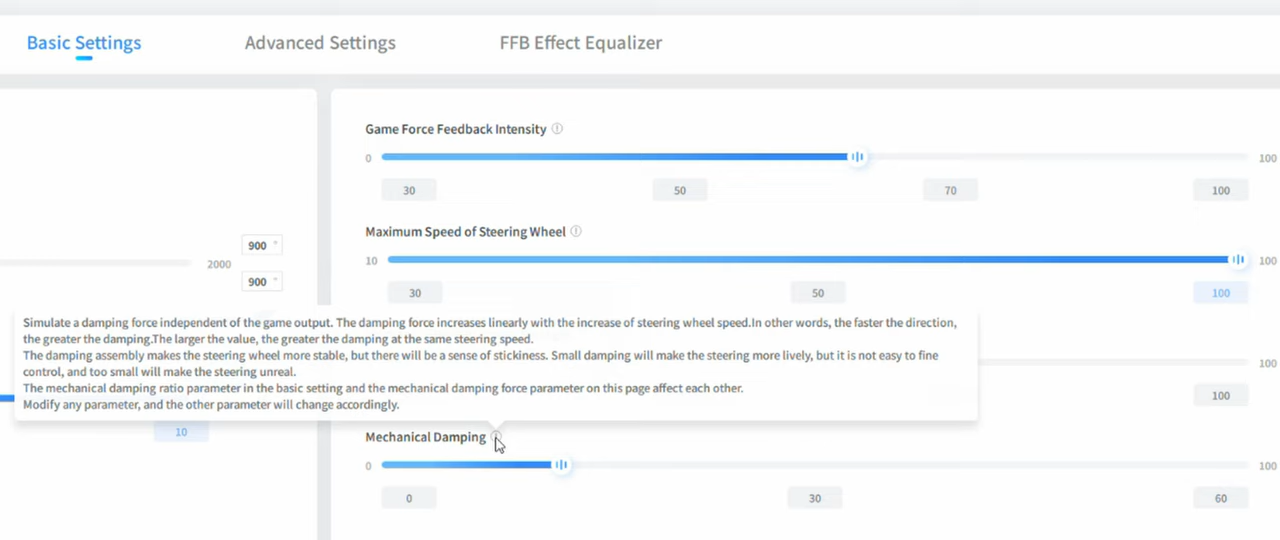 Basic Settings
Advanced Settings
FFB Effect Equalizer
Game Force Feedback Intensity
0
100
30
50
70
100
900 °
2000
900 °
Maximum Speed of Steering Wheel
10
100
30
50
100
Simulate a damping force independent of the game output. The damping force increases linearly with the increase of steering wheel speed.In other words, the faster the direction,
the greater the damping.The larger the value, the greater the damping at the same steering speed.
The damping assembly makes the steering wheel more stable, but there will be a sense of stickiness. Small damping will make the steering more lively, but it is not easy to fine
control, and too small will make the steering unreal.
The mechanical damping ratio parameter in the basic setting and the mechanical damping force parameter on this page affect each other.
Modify any parameter, and the other parameter will change accordingly.
100
100
10
Mechanical Damping
0
100
0
30
60